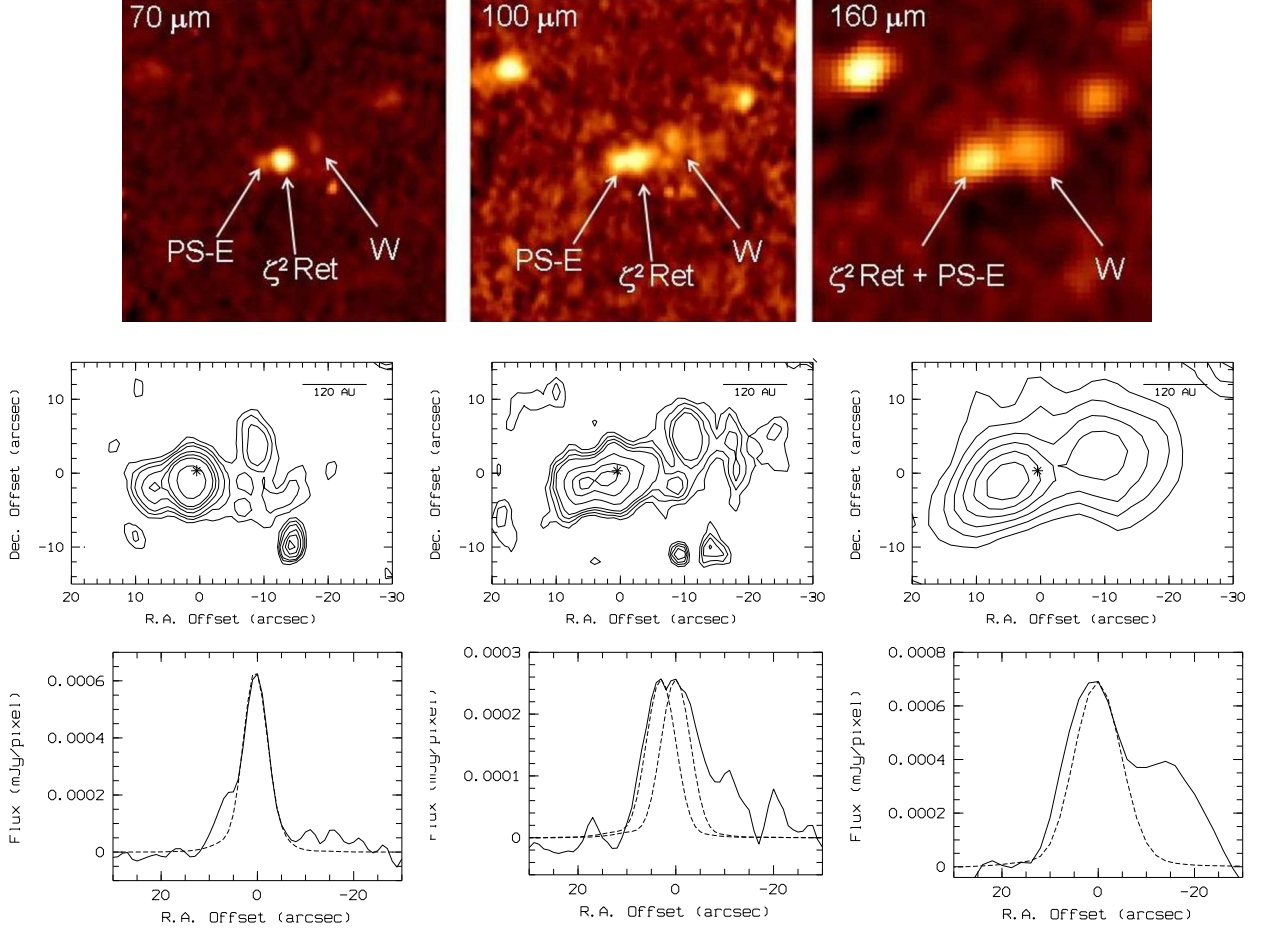 70 μm
100 μm
160 μm
PS-E
ζ² Ret
W
PS-E
ζ² Ret
W
ζ² Ret + PS-E
W
Dec. Offset (arcsec)
10
0
-10
120 AU
20 10 0 -10 -20 -30
R.A. Offset (arcsec)
Dec. Offset (arcsec)
10
0
-10
120 AU
20 10 0 -10 -20 -30
R.A. Offset (arcsec)
Dec. Offset (arcsec)
10
0
-10
120 AU
20 10 0 -10 -20 -30
R.A. Offset (arcsec)
Flux (mJy/pixel)
0.0006
0.0004
0.0002
0
20 0 -20
R.A. Offset (arcsec)
0.0003
0.0002
0.0001
0
20 0 -20
R.A. Offset (arcsec)
Flux (mJy/pixel)
0.0008
0.0006
0.0004
0.0002
0
20 0 -20
R.A. Offset (arcsec)